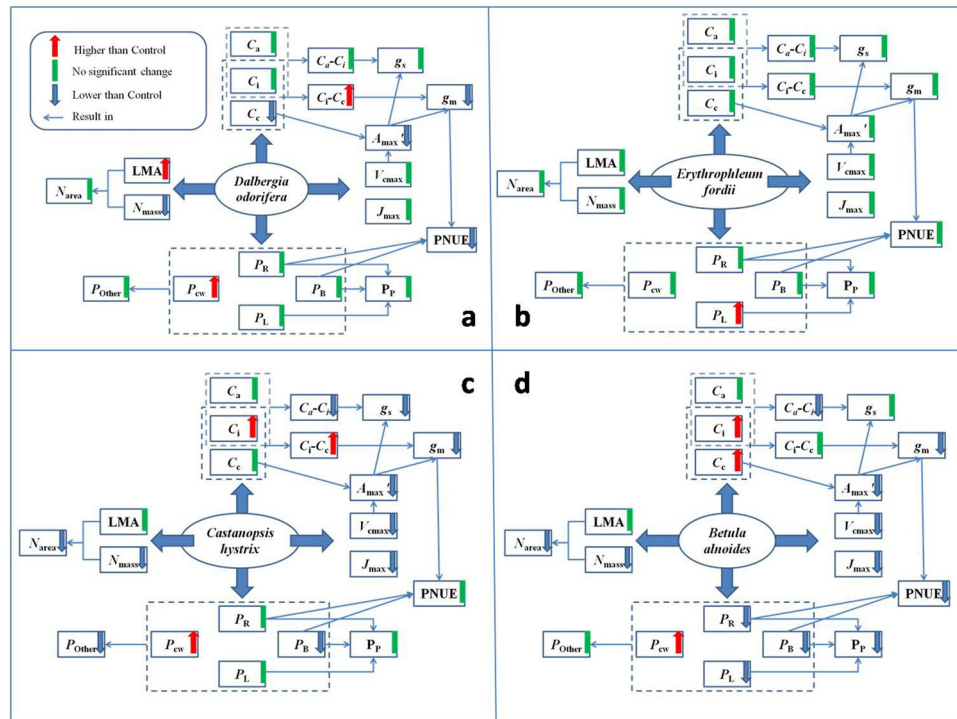 Higher than Control
No significant change
Lower than Control
Result in
Ca
Ci
Cc
Ca-Ci
gs
Ci-Cc
gm
Amax'
Vcmax
Jmax
LMA
Narea
Nmass
Dalbergia
odorifera
PNUE
PR
POther
Pcw
PB
PP
PL
a
Ca
Ci
Cc
Ca-Ci
gs
Ci-Cc
gm
Amax'
Vcmax
Jmax
LMA
Narea
Nmass
Erythrophleum
fordii
PNUE
PR
POther
Pcw
PB
PP
PL
b
c
Ca
Ci
Cc
Ca-Ci
gs
Ci-Cc
gm
Amax'
Vcmax
Jmax
LMA
Narea
Nmass
Castanopsis
hystrix
PNUE
PR
POther
Pcw
PB
PP
PL
d
Ca
Ci
Cc
Ca-Ci
gs
Ci-Cc
gm
Amax'
Vcmax
Jmax
LMA
Narea
Nmass
Betula
alnoides
PNUE
PR
POther
Pcw
PB
PP
PL